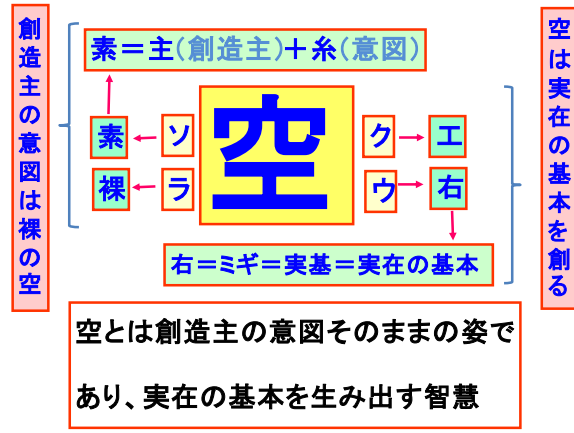 創造主の意図は裸の空
素＝主(創造主)＋糸(意図)
空
素
ソ
ク
エ
裸
ラ
ウ
右
右＝ミギ＝実基＝実在の基本
空は実在の基本を創る
空とは創造主の意図そのままの姿で
あり、実在の基本を生み出す智慧